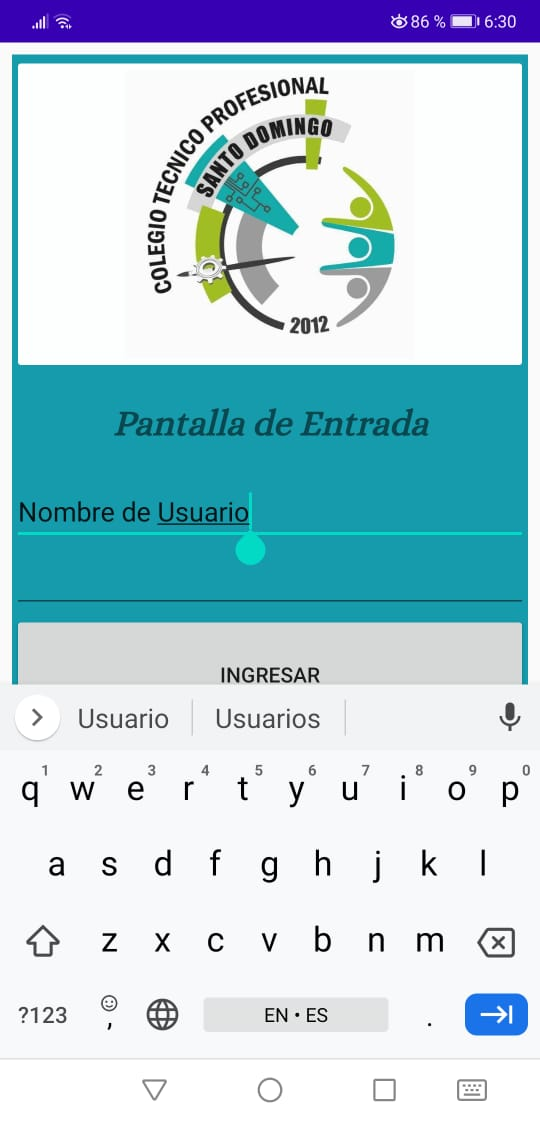 86 % 6:30
COLEGIO TECNICO PROFESIONAL
SANTO DOMINGO
2012
Pantalla de Entrada
Nombre de Usuario
INGRESAR
Usuario Usuarios
1 2 3 4 5 6 7 8 9 0
q w e r t y u i o p
a s d f g h j k l
z x c v b n m
?123 , EN • ES .